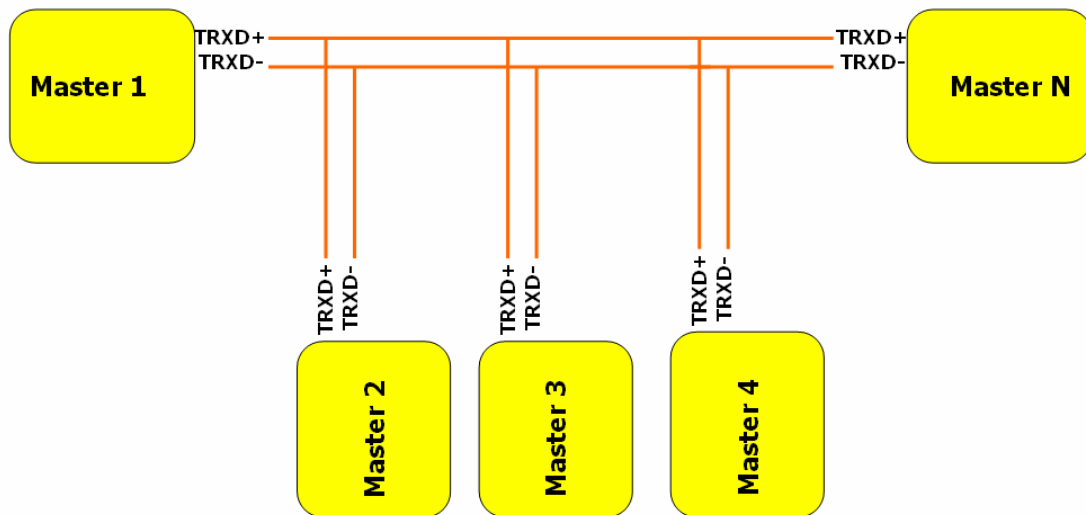 TRXD+
TRXD-
Master 1
TRXD+
TRXD-
Master N
TRXD+
TRXD-
TRXD+
TRXD-
TRXD+
TRXD-
Master 2
Master 3
Master 4